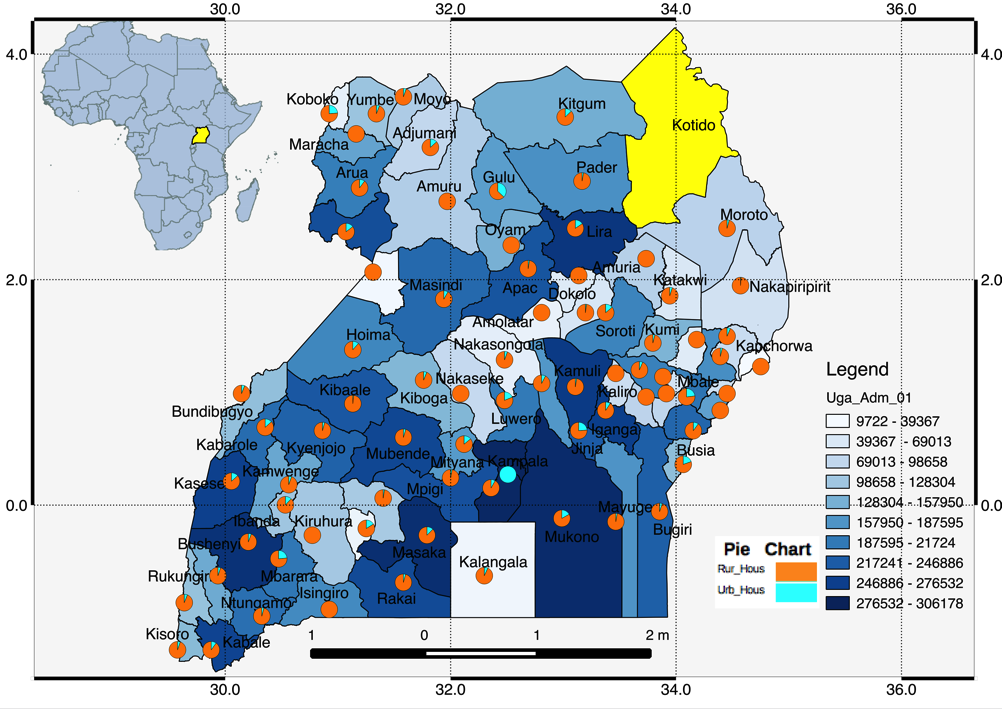 30.0 32.0 34.0 36.0
4.0 4.0
Koboko Yumbe Moyo
Kitgum
Kotido
Adjumani
Maracha
Arua
Pader
Gulu
Amuru
Moroto
Oyam
Lira
Amuria
2.0 2.0
Katakwi
Masindi
Apac
Dokolo
Nakapiripirit
Amolatar
Soroti Kumi
Hoima
Nakasongola
Kapchorwa
Kamuli
Legend
Nakaseke
Mbale
Kibaale
Kiboga
Kaliro
Uga_Adm_01
Bundibugyo
Luwero
9722 - 39367
Iganga
39367 - 69013
Kabarole
Kyenjojo
Jinja
Mubende
Busia
69013 - 98658
Mityana
Kampala
Kamwenge
98658 - 128304
Kasese
Mpigi
128304 - 157950
0.0 0.0
Mayuge
Ibanda
Kiruhura
157950 - 187595
Bugiri
Mukono
Bushenyi
187595 - 21724
Masaka
Pie Chart
Kalangala
217241 - 246886
Rur_Hous
Rukungir
Mbarara
246886 - 276532
Urb_Hous
Isingiro
Rakai
276532 - 306178
Ntungamo
Kisoro
Kabale
1 0 1 2 m
30.0 32.0 34.0 36.0